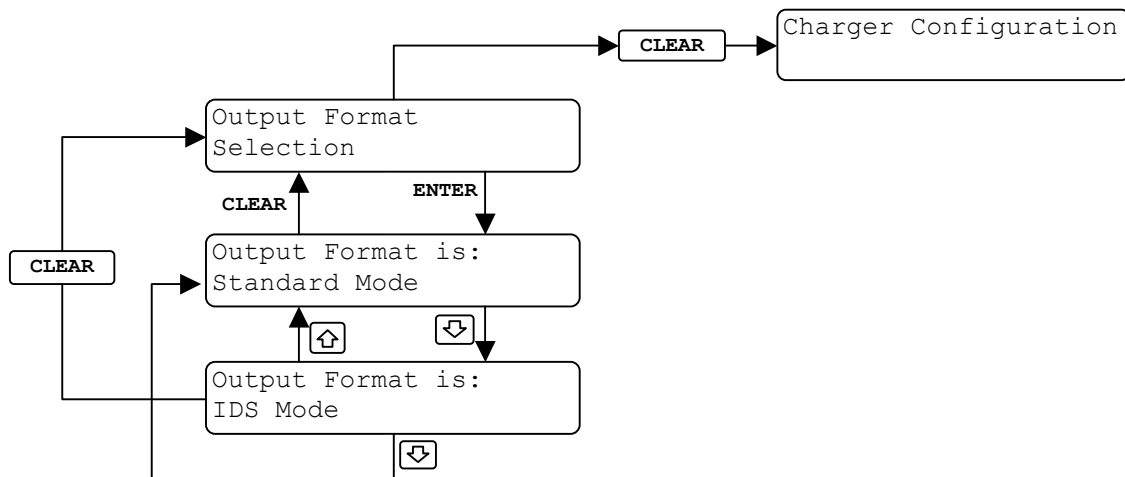 Charger Configuration
CLEAR
Output Format
Selection
CLEAR
ENTER
Output Format is:
Standard Mode
CLEAR
Output Format is:
IDS Mode